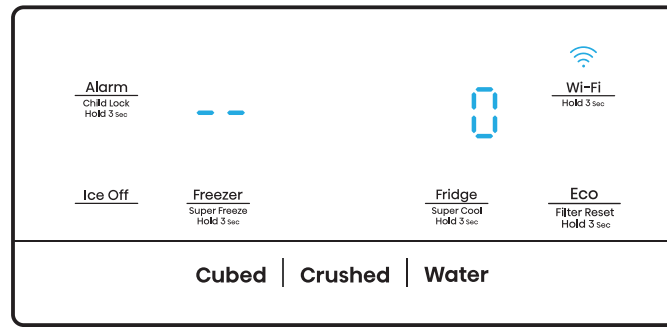 Alarm
Child Lock
Hold 3 Sec
-- 0
Wi-Fi
Hold 3 Sec
Ice Off
Freezer
Super Freeze
Hold 3 Sec
Fridge
Super Cool
Hold 3 Sec
Eco
Filter Reset
Hold 3 Sec
Cubed | Crushed | Water